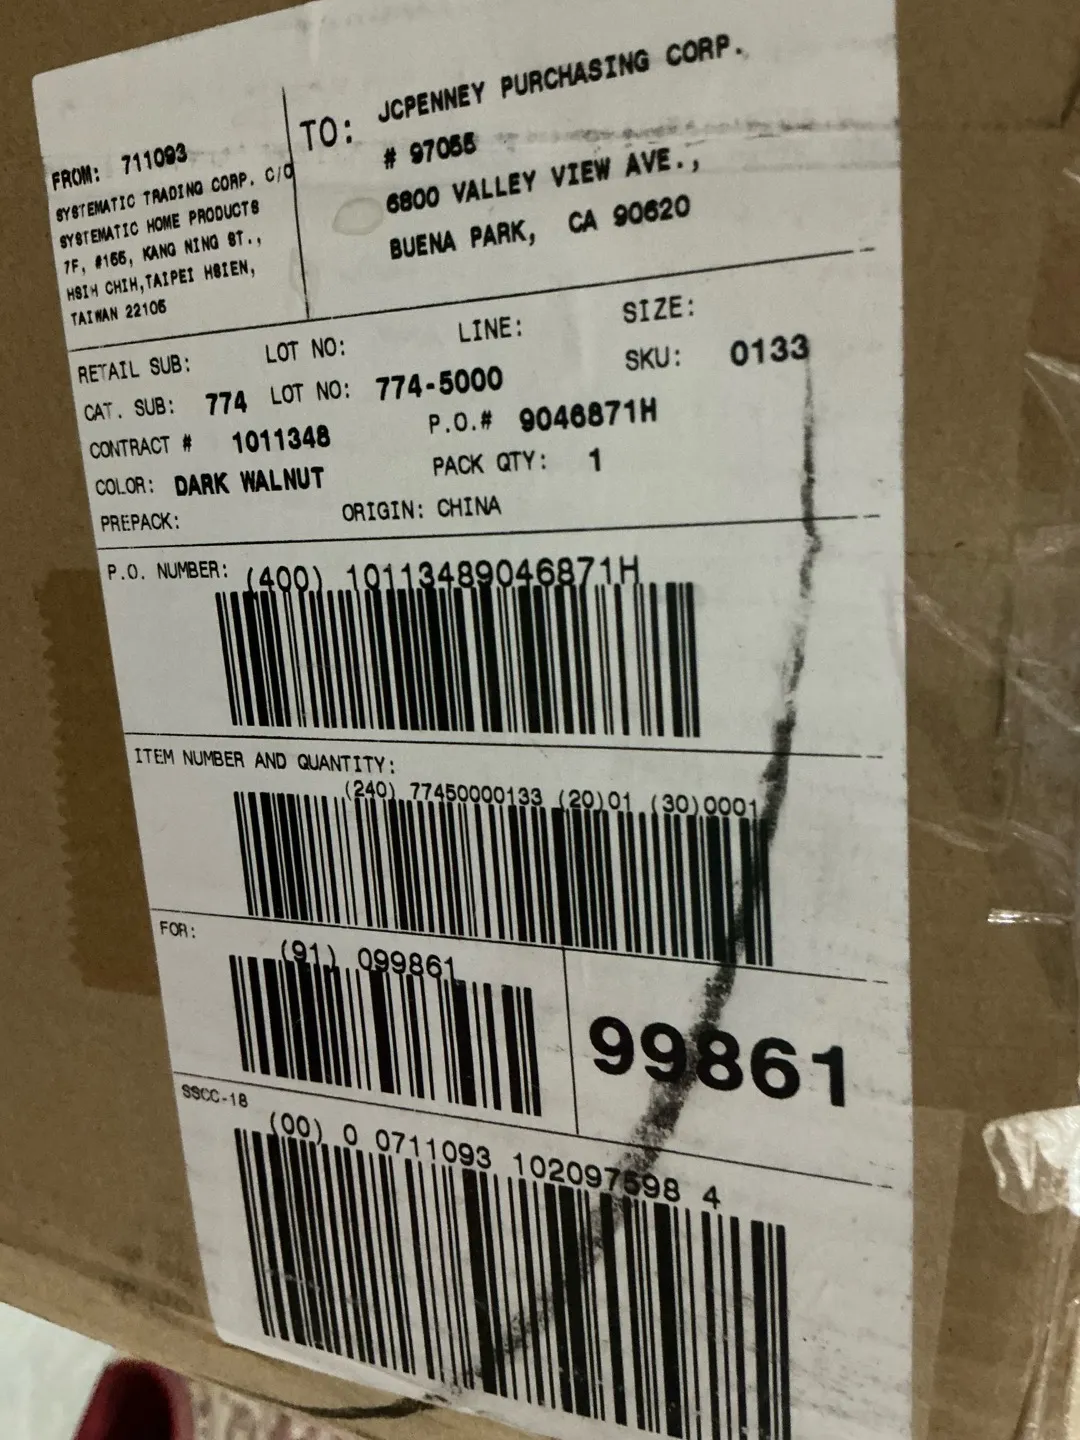 FROM: 711093
SYSTEMATIC TRADING CORP. C/O
SYSTEMATIC HOME PRODUCTS
7F, #155, KANG NING ST.,
HSIH CHIH,TAIPEI HSIEN,
TAIWAN 22105
TO: JCPENNEY PURCHASING CORP.
# 97055
6800 VALLEY VIEW AVE.,
BUENA PARK, CA 90620
RETAIL SUB: LOT NO: LINE: SIZE:
CAT. SUB: 774 LOT NO: 774-5000 SKU: 0133
CONTRACT # 1011348 P.O.# 9046871H
COLOR: DARK WALNUT PACK QTY: 1
PREPACK: ORIGIN: CHINA
P.O. NUMBER: (400) 10113489046871H
ITEM NUMBER AND QUANTITY:
(240) 77450000133 (20)01 (30)0001
FOR:
(91) 099861
99861
SSCC-18
(00) 0 0711093 102097598 4